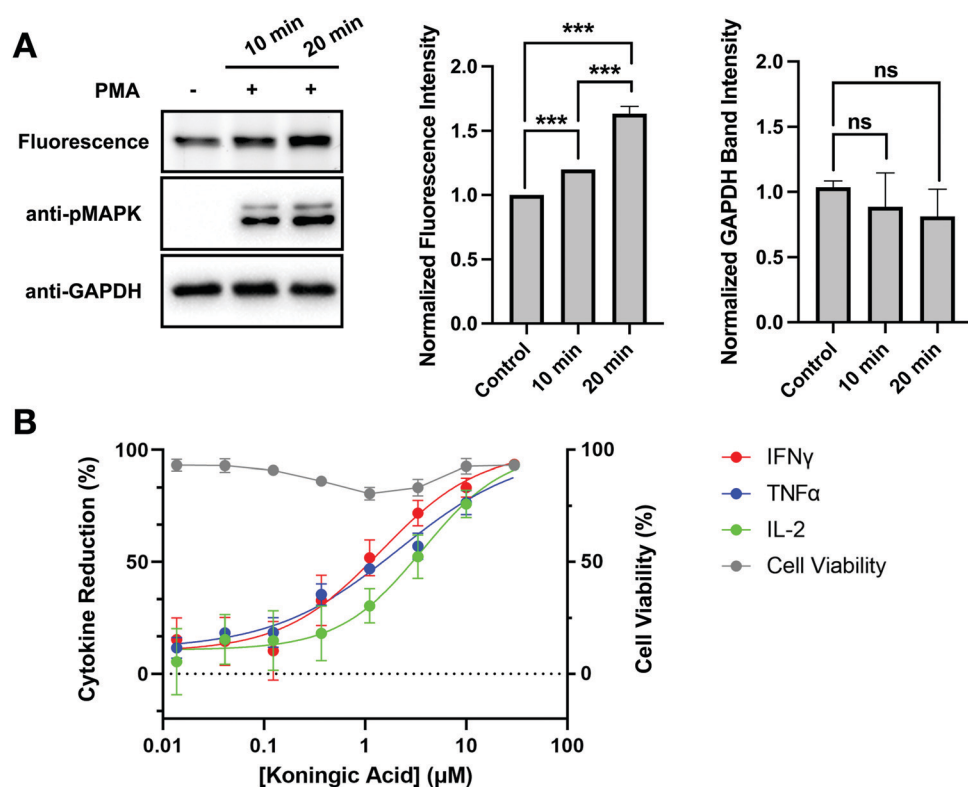 A
10 min
20 min
PMA
-
+
+
Fluorescence
anti-pMAPK
anti-GAPDH
Normalized Fluorescence Intensity
2.0
1.5
1.0
0.5
0.0
***
***
***
Control
10 min
20 min
Normalized GAPDH Band Intensity
2.0
1.5
1.0
0.5
0.0
ns
ns
Control
10 min
20 min
B
Cytokine Reduction (%)
100
50
0
0.01
0.1
1
10
100
[Koningic Acid] (µM)
100
50
0
Cell Viability (%)
IFNγ
TNFα
IL-2
Cell Viability